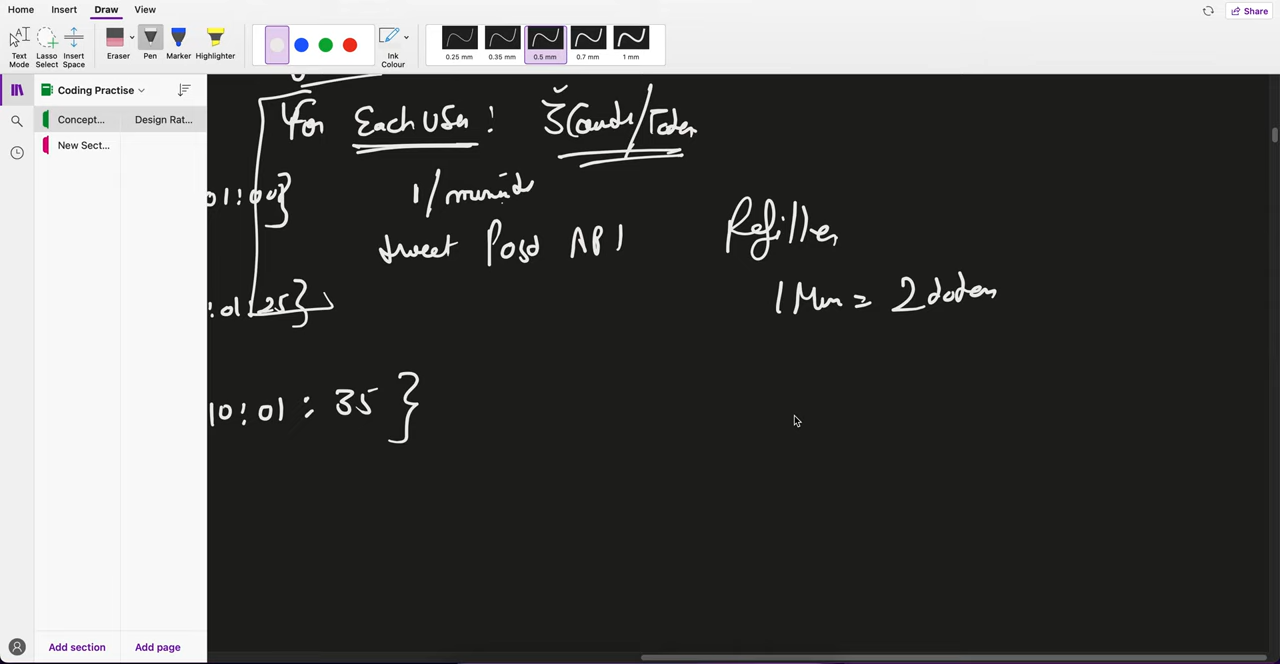 Home Insert Draw View
Share
Text Mode
Lasso Select
Insert Space
Eraser
Pen
Marker
Highlighter
Ink Colour
0.25 mm
0.35 mm
0.5 mm
0.7 mm
1 mm
Coding Practise
Concept...
Design Rat...
New Sect...
for Each User :
/Token
01:00}
1/minute
tweet Post API
Refiller
:01:25}
1 Min = 2 token
10:01:35 }
Add section
Add page